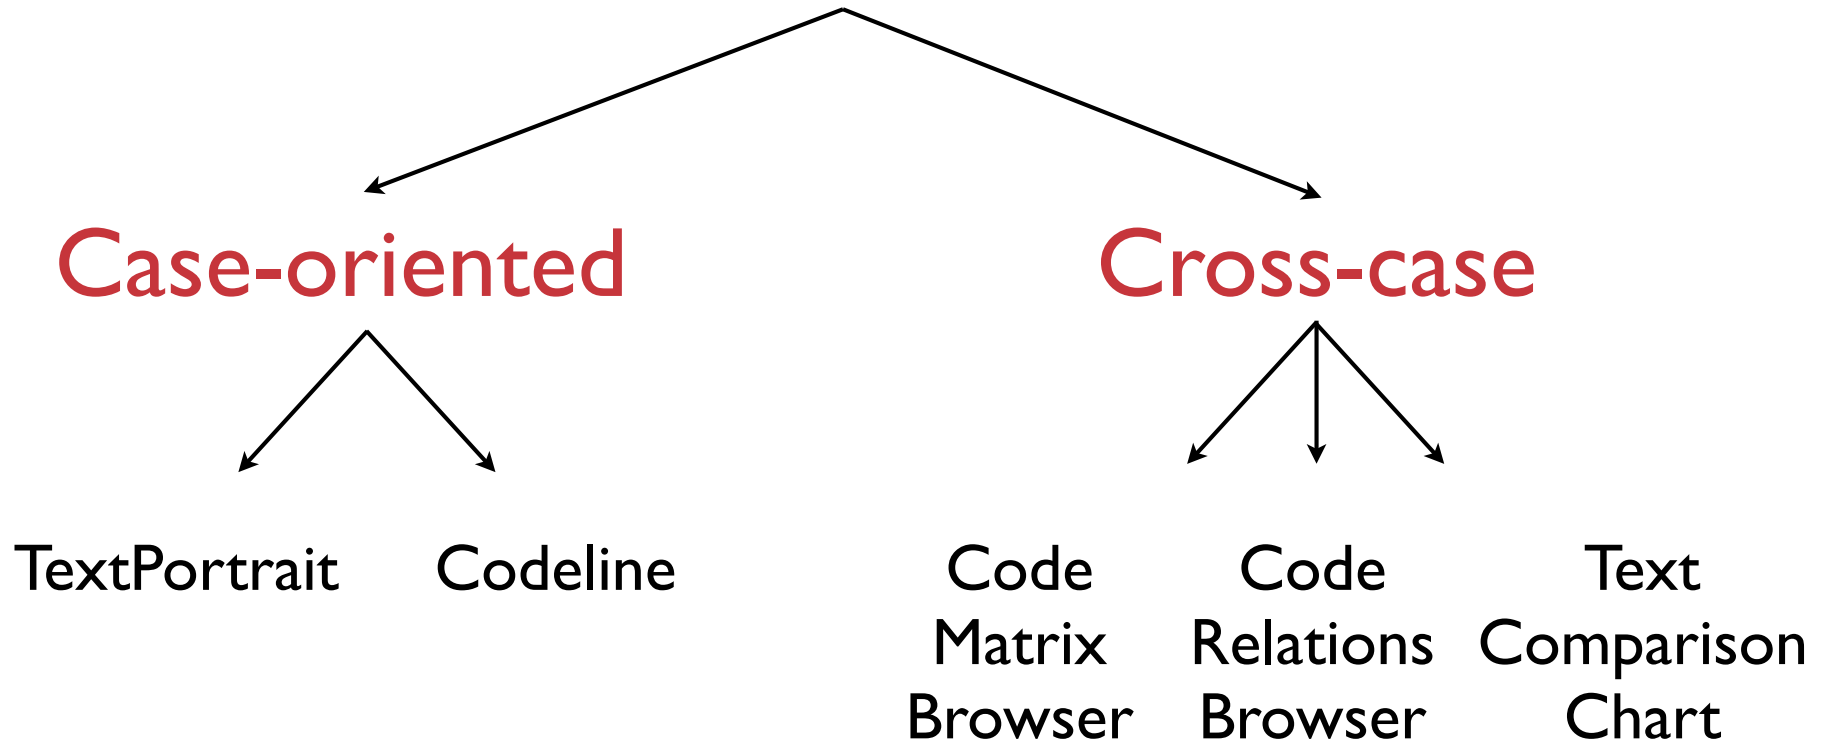 Case-oriented
Cross-case
TextPortrait
Codeline
Code
Matrix
Browser
Code
Relations
Browser
Text
Comparison
Chart